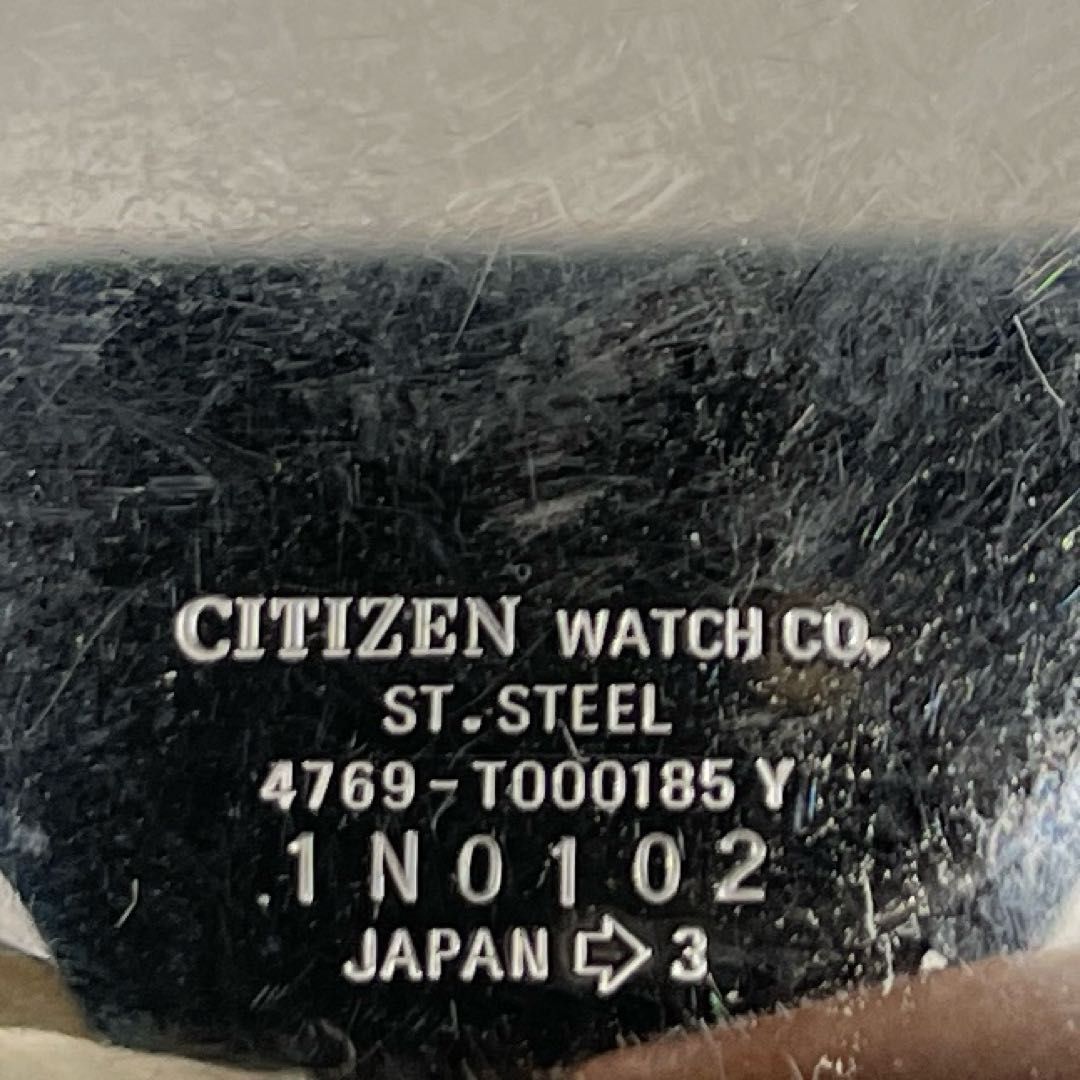 CITIZEN WATCH CO.
ST.STEEL
4769-T000185 Y
1N0102
JAPAN ⇨ 3